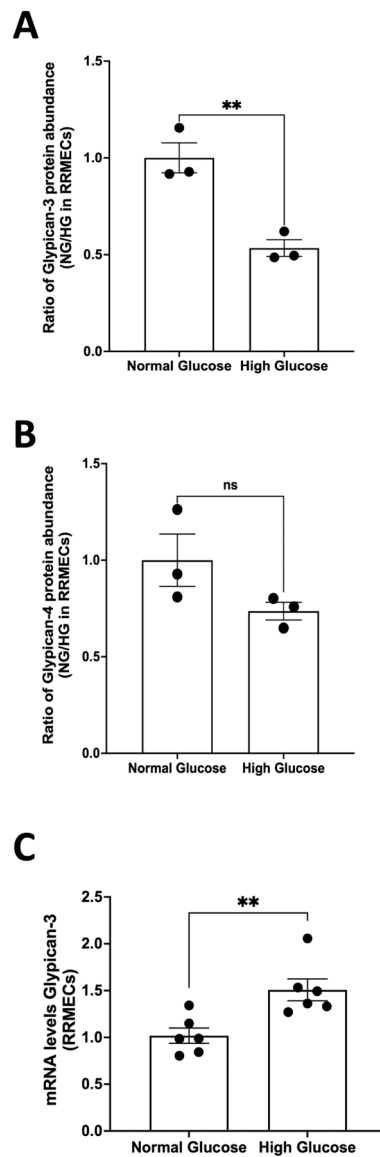 A
Ratio of Glypican-3 protein abundance
(NG/HG in RRMECs)
1.5
1.0
0.5
0.0
**
Normal Glucose
High Glucose
B
Ratio of Glypican-4 protein abundance
(NG/HG in RRMECs)
1.5
1.0
0.5
0.0
ns
Normal Glucose
High Glucose
C
mRNA levels Glypican-3
(RRMECs)
2.5
2.0
1.5
1.0
0.5
0.0
**
Normal Glucose
High Glucose